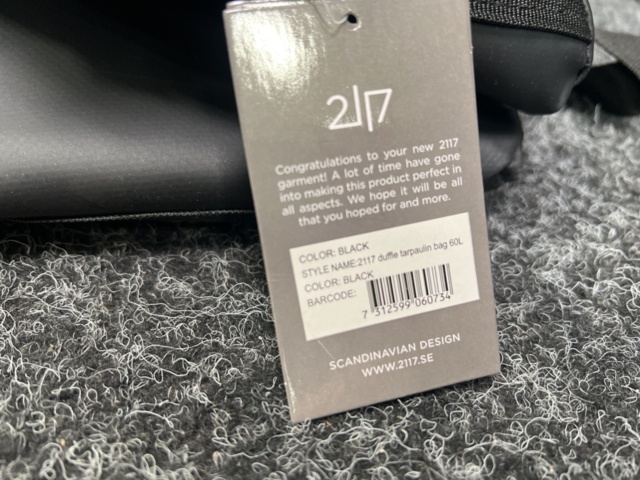 2117
Congratulations to your new 2117
garment! A lot of time have gone
into making this product perfect in
all aspects. We hope it will be all
that you hoped for and more.
COLOR: BLACK
STYLE NAME:2117 duffle tarpaulin bag 60L
COLOR: BLACK
BARCODE:
7 312599 060734
SCANDINAVIAN DESIGN
WWW.2117.SE